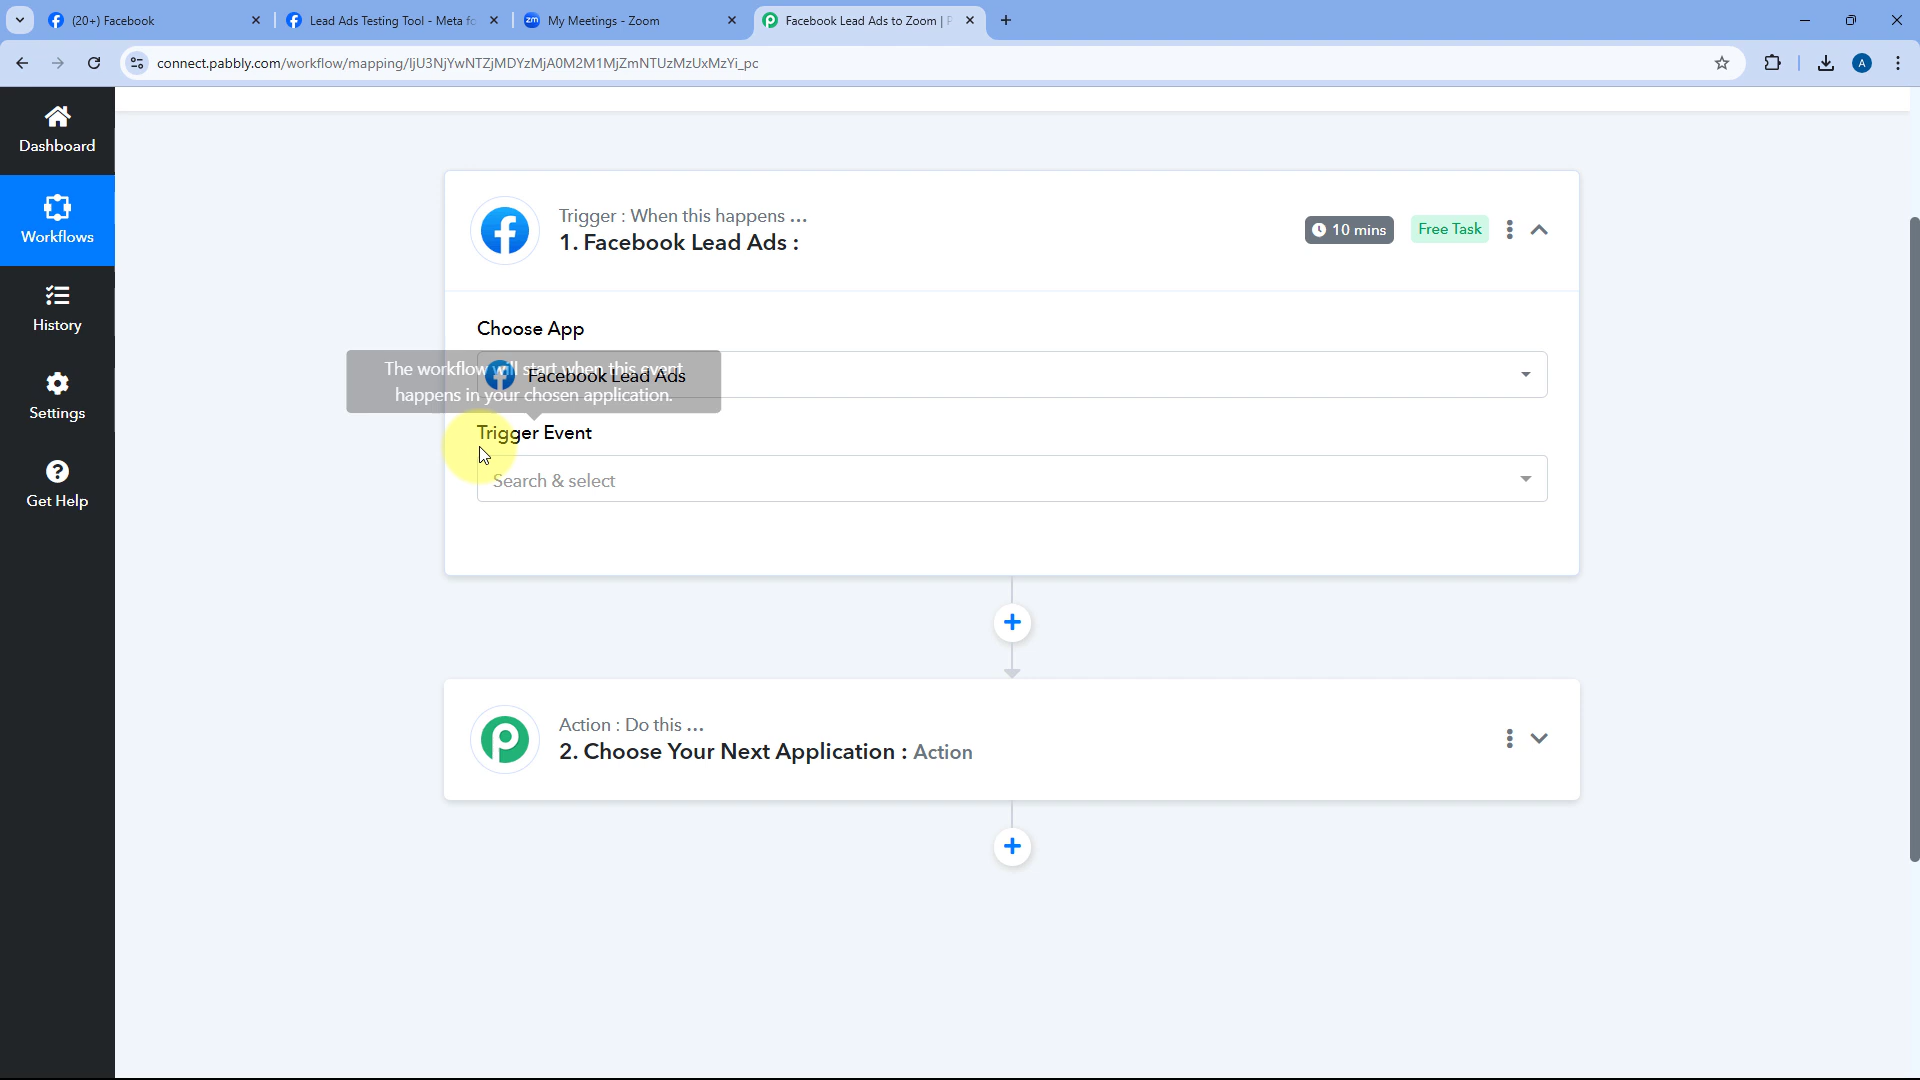 (20+) Facebook
Lead Ads Testing Tool - Meta fo
zm
My Meetings - Zoom
Facebook Lead Ads to Zoom | P
connect.pabbly.com/workflow/mapping/IjU3NjYwNTZjMDYzMjA0M2M1MjZmNTUzMzUxMzYi_pc
A
Dashboard
Workflows
History
Settings
Get Help
Trigger : When this happens ...
1. Facebook Lead Ads :
10 mins
Free Task
Choose App
Facebook Lead Ads
The workflow will start when this event
happens in your chosen application.
Trigger Event
Search & select
Action : Do this ...
2. Choose Your Next Application : Action